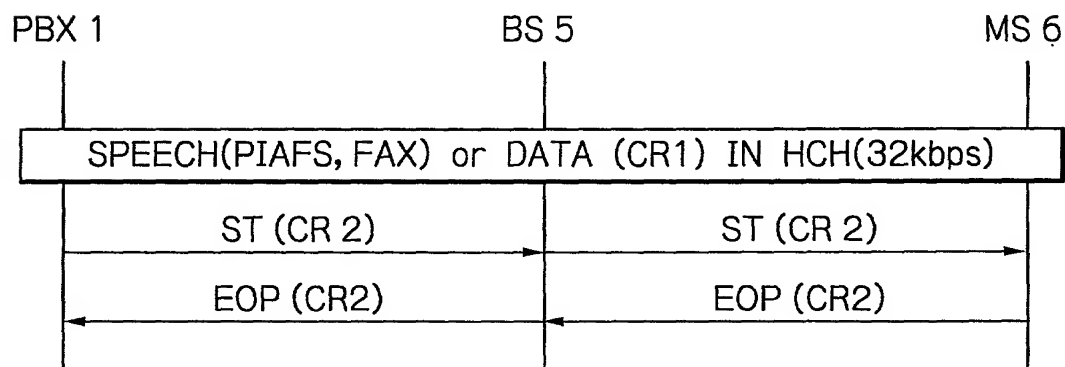 PBX 1
BS 5
MS 6
SPEECH(PIAFS, FAX) or DATA (CR1) IN HCH(32kbps)
ST (CR 2)
ST (CR 2)
EOP (CR2)
EOP (CR2)